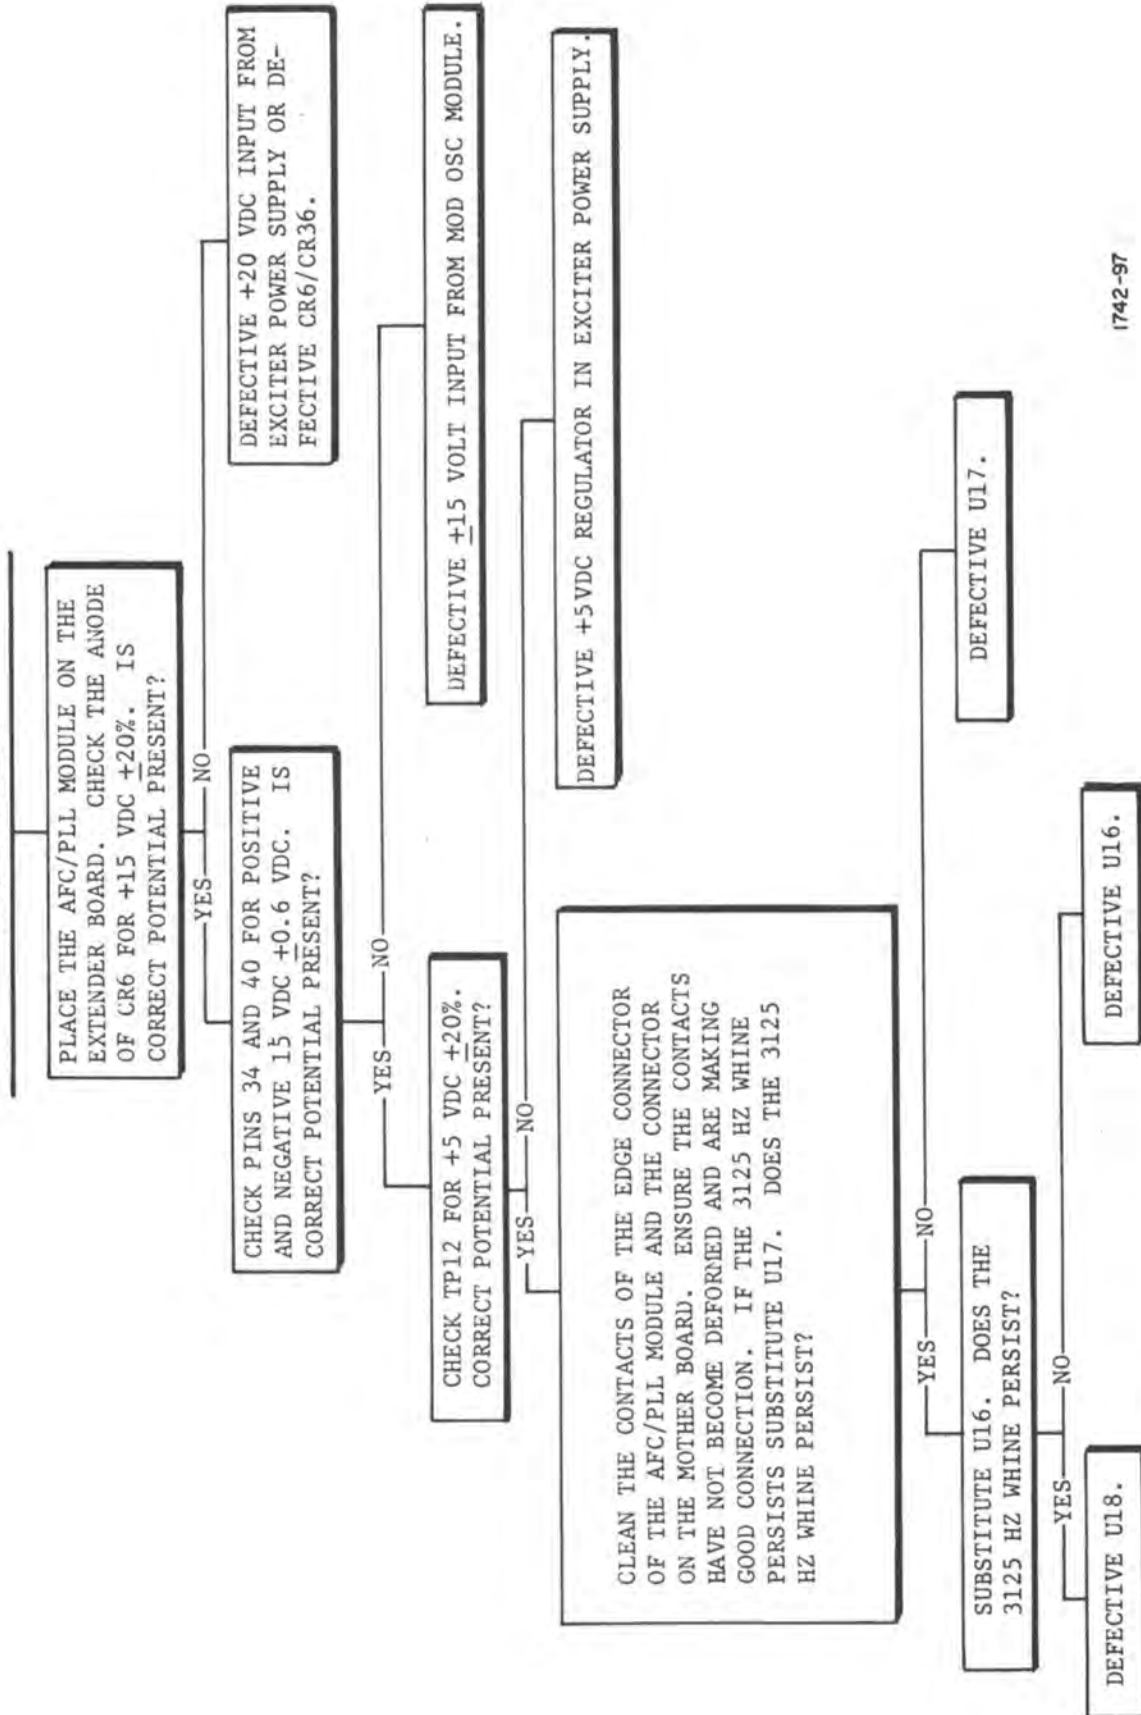 PLACE THE AFC/PLL MODULE ON THE
EXTENDER BOARD. CHECK THE ANODE
OF CR6 FOR +15 VDC ±20%. IS
CORRECT POTENTIAL PRESENT?
YES
NO
CHECK PINS 34 AND 40 FOR POSITIVE
AND NEGATIVE 15 VDC ±0.6 VDC. IS
CORRECT POTENTIAL PRESENT?
DEFECTIVE +20 VDC INPUT FROM
EXCITER POWER SUPPLY OR DE-
FECTIVE CR6/CR36.
YES
NO
CHECK TP12 FOR +5 VDC ±20%.
CORRECT POTENTIAL PRESENT?
DEFECTIVE ±15 VOLT INPUT FROM MOD OSC MODULE.
YES
NO
CLEAN THE CONTACTS OF THE EDGE CONNECTOR
OF THE AFC/PLL MODULE AND THE CONNECTOR
ON THE MOTHER BOARD. ENSURE THE CONTACTS
HAVE NOT BECOME DEFORMED AND ARE MAKING
GOOD CONNECTION. IF THE 3125 HZ WHINE
PERSISTS SUBSTITUTE U17. DOES THE 3125
HZ WHINE PERSIST?
DEFECTIVE +5VDC REGULATOR IN EXCITER POWER SUPPLY.
YES
NO
SUBSTITUTE U16. DOES THE
3125 HZ WHINE PERSIST?
DEFECTIVE U17.
YES
NO
DEFECTIVE U18.
DEFECTIVE U16.
1742-97